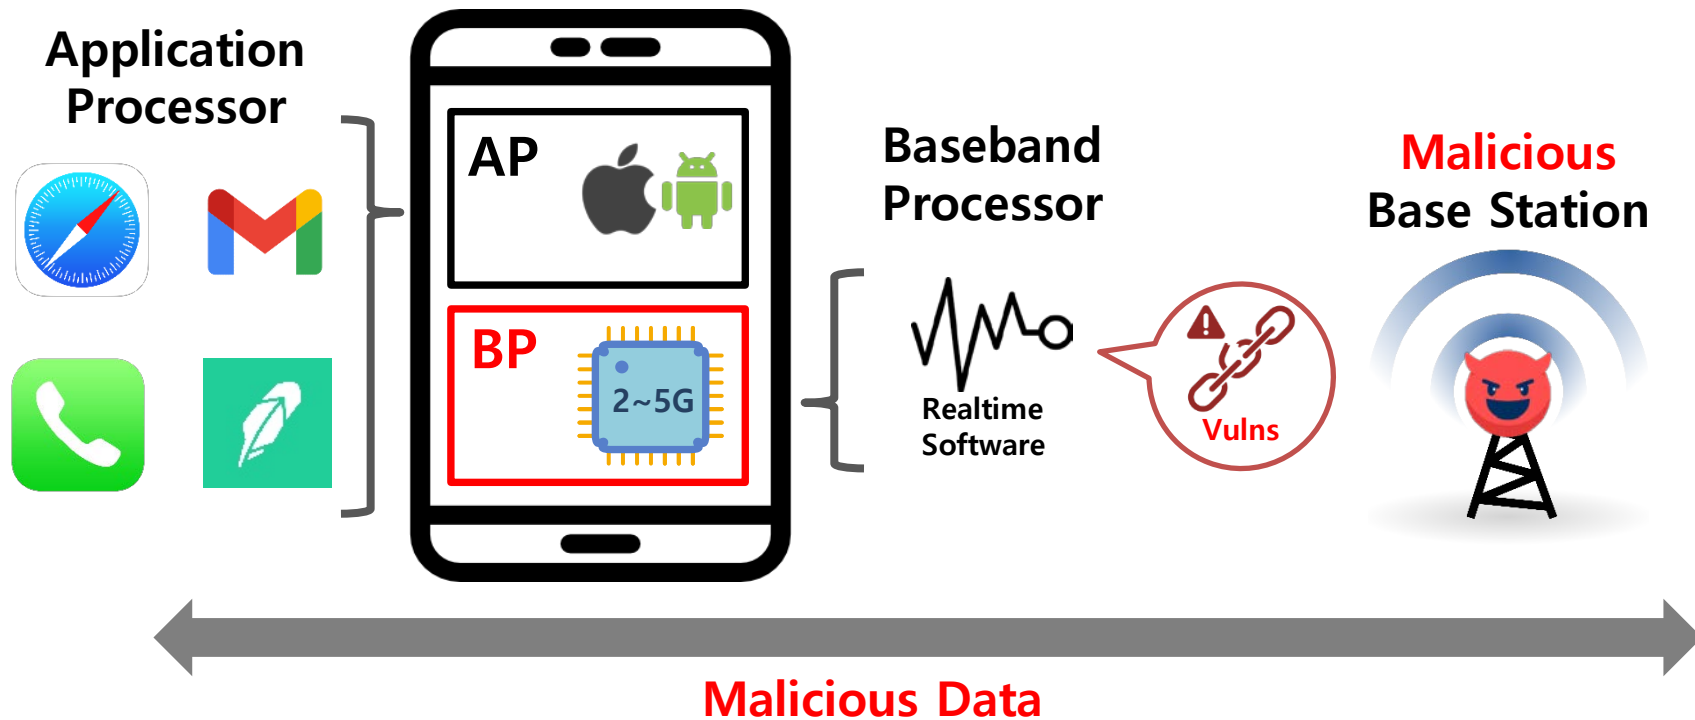 Application
Processor
AP
BP
2~5G
Baseband
Processor
Realtime
Software
Vulns
Malicious
Base Station
Malicious Data